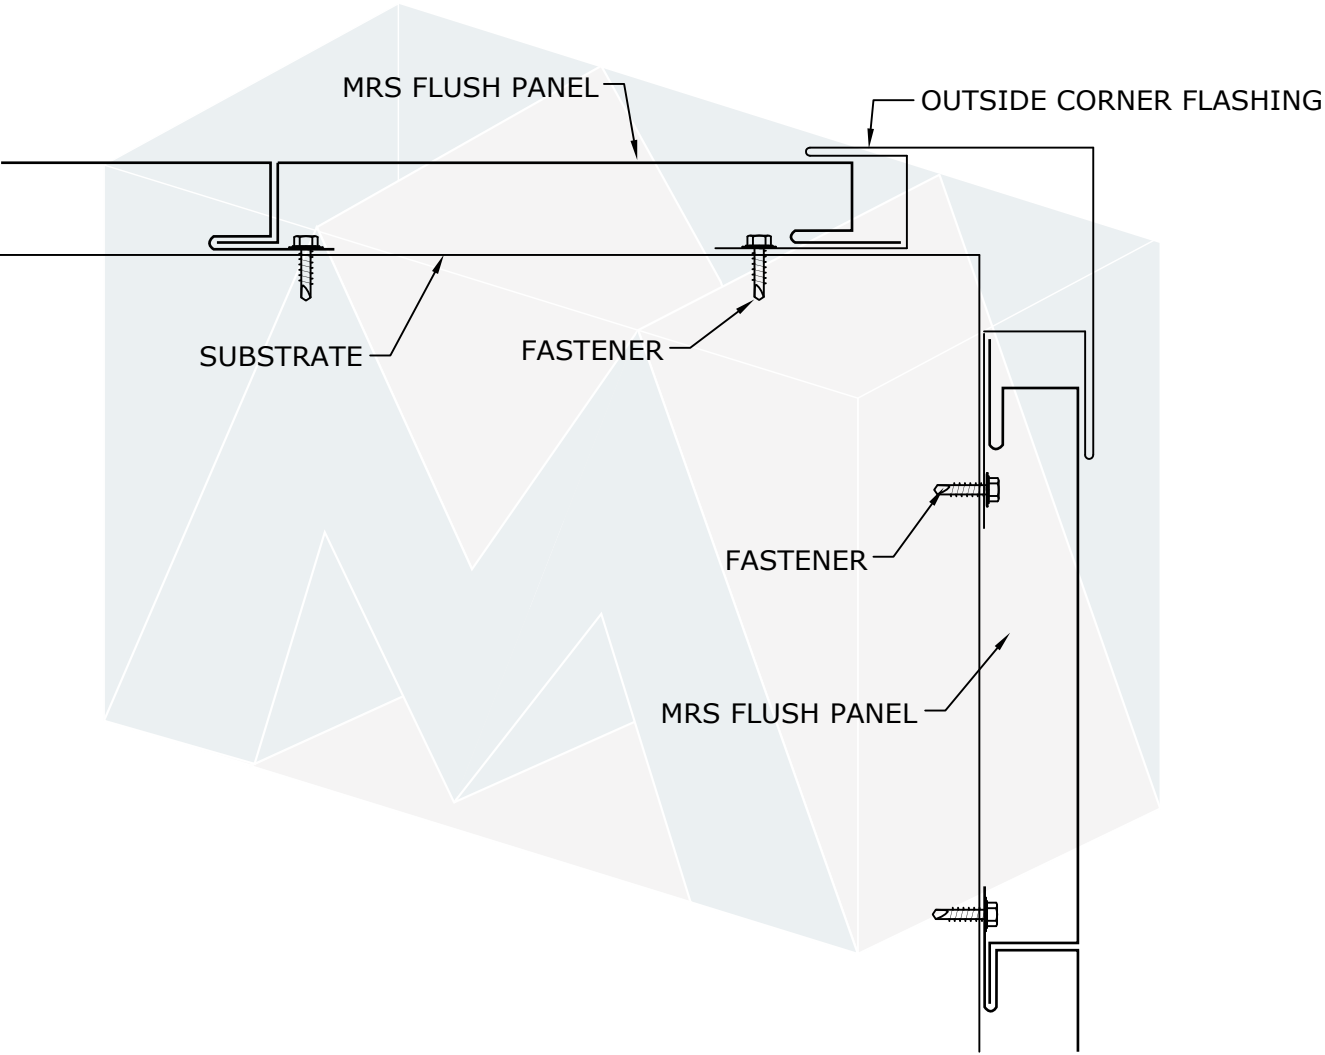 MRS FLUSH PANEL
OUTSIDE CORNER FLASHING
SUBSTRATE
FASTENER
FASTENER
MRS FLUSH PANEL